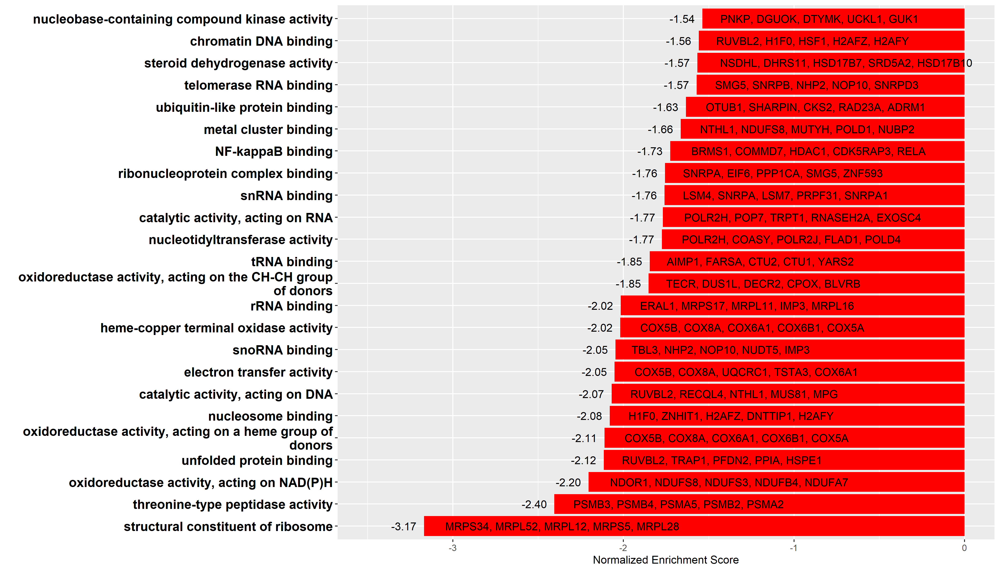 nucleobase-containing compound kinase activity -1.54 PNKP, DGUOK, DTYMK, UCKL1, GUK1
chromatin DNA binding -1.56 RUVBL2, H1F0, HSF1, H2AFZ, H2AFY
steroid dehydrogenase activity -1.57 NSDHL, DHRS11, HSD17B7, SRD5A2, HSD17B10
telomerase RNA binding -1.57 SMG5, SNRPB, NHP2, NOP10, SNRPD3
ubiquitin-like protein binding -1.63 OTUB1, SHARPIN, CKS2, RAD23A, ADRM1
metal cluster binding -1.66 NTHL1, NDUFS8, MUTYH, POLD1, NUBP2
NF-kappaB binding -1.73 BRMS1, COMMD7, HDAC1, CDK5RAP3, RELA
ribonucleoprotein complex binding -1.76 SNRPA, EIF6, PPP1CA, SMG5, ZNF593
snRNA binding -1.76 LSM4, SNRPA, LSM7, PRPF31, SNRPA1
catalytic activity, acting on RNA -1.77 POLR2H, POP7, TRPT1, RNASEH2A, EXOSC4
nucleotidyltransferase activity -1.77 POLR2H, COASY, POLR2J, FLAD1, POLD4
tRNA binding -1.85 AIMP1, FARSA, CTU2, CTU1, YARS2
oxidoreductase activity, acting on the CH-CH group
of donors -1.85 TECR, DUS1L, DECR2, CPOX, BLVRB
rRNA binding -2.02 ERAL1, MRPS17, MRPL11, IMP3, MRPL16
heme-copper terminal oxidase activity -2.02 COX5B, COX8A, COX6A1, COX6B1, COX5A
snoRNA binding -2.05 TBL3, NHP2, NOP10, NUDT5, IMP3
electron transfer activity -2.05 COX5B, COX8A, UQCRC1, TSTA3, COX6A1
catalytic activity, acting on DNA -2.07 RUVBL2, RECQL4, NTHL1, MUS81, MPG
nucleosome binding -2.08 H1F0, ZNHIT1, H2AFZ, DNTTIP1, H2AFY
oxidoreductase activity, acting on a heme group of
donors -2.11 COX5B, COX8A, COX6A1, COX6B1, COX5A
unfolded protein binding -2.12 RUVBL2, TRAP1, PFDN2, PPIA, HSPE1
oxidoreductase activity, acting on NAD(P)H -2.20 NDOR1, NDUFS8, NDUFS3, NDUFB4, NDUFA7
threonine-type peptidase activity -2.40 PSMB3, PSMB4, PSMA5, PSMB2, PSMA2
structural constituent of ribosome -3.17 MRPS34, MRPL52, MRPL12, MRPS5, MRPL28
-3 -2 -1 0
Normalized Enrichment Score